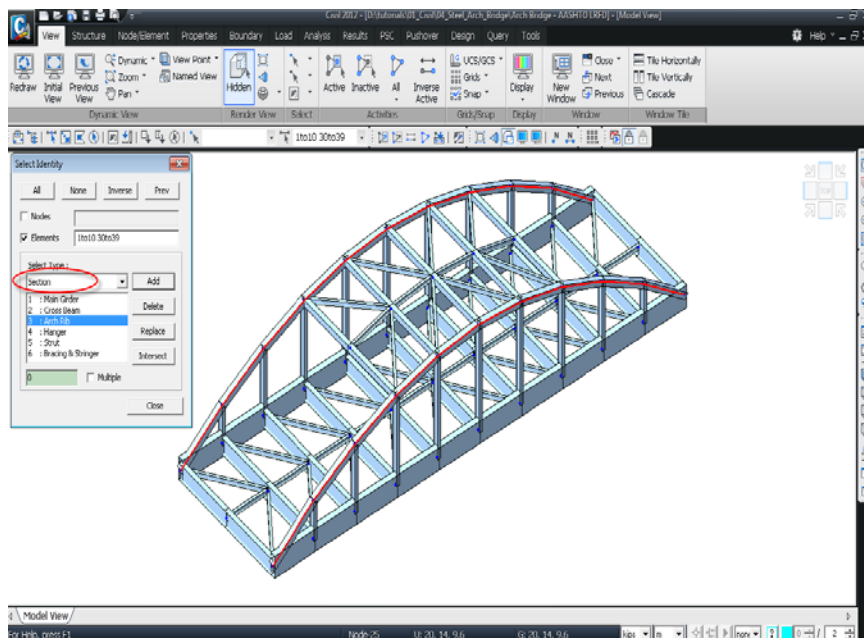 Civil 2017 - [D:\tutorials\01_Civil\04_Steel_Arch_Bridge\Arch Bridge - AASHTO LRFD] - [Model View]
View Structure Node/Element Properties Boundary Load Analysis Results PSC Pushover Design Query Tools Help
Redraw Initial View Previous View Dynamic Zoom Pan View Point Named View Hidden Active Inactive All Inverse Active UCS/GCS Grids Snap Display New Window Close Next Previous Tile Horizontally Tile Vertically Cascade
Dynamic View Render View Select Activities Grids/Snap Display Window Window Tile
1to10 30to39
Select Identity
All None Inverse Prev
Nodes
Elements 1to10 30to39
Select Type :
Section Add
1 : Main Girder
2 : Cross Beam
3 : Arch Rib
4 : Hanger
5 : Strut
6 : Bracing & Stringer
Delete
Replace
Intersect
0 Multiple
Close
TOP
Model View
For Help, press F1 Node-25 U: 20, 14, 9.6 G: 20, 14, 9.6 kips m non 0 / 2